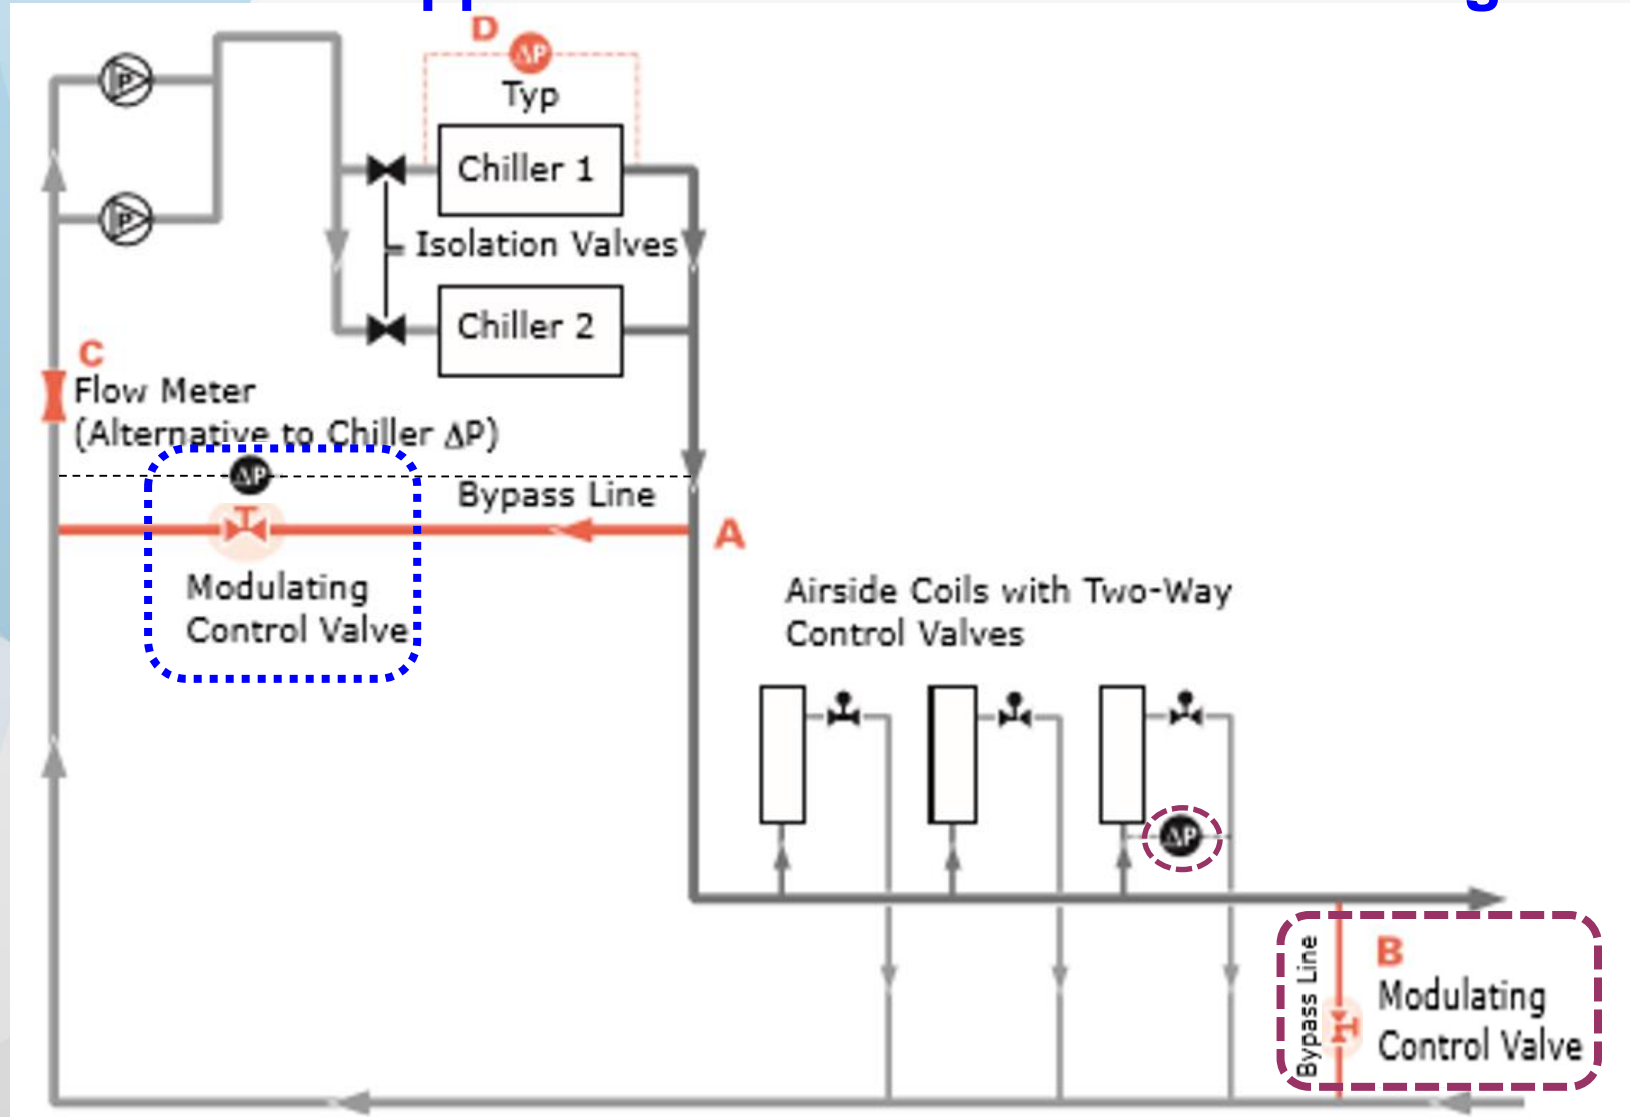 D
ΔP
Typ
P
Chiller 1
P
Isolation Valves
Chiller 2
C
Flow Meter
(Alternative to Chiller ΔP)
ΔP
Bypass Line
A
Modulating
Control Valve
Airside Coils with Two-Way
Control Valves
ΔP
Bypass Line
B
Modulating
Control Valve